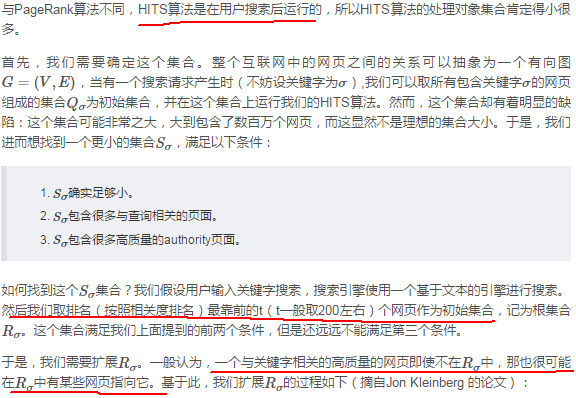 与PageRank算法不同，HITS算法是在用户搜索后运行的，所以HITS算法的处理对象集合肯定得小很
多。
首先，我们需要确定这个集合。整个互联网中的网页之间的关系可以抽象为一个有向图
G = (V, E)，当有一个搜索请求产生时（不妨设关键字为σ）,我们可以取所有包含关键字σ的网页
组成的集合Qσ为初始集合，并在这个集合上运行我们的HITS算法。然而，这个集合却有着明显的缺
陷：这个集合可能非常之大，大到包含了数百万个网页，而这显然不是理想的集合大小。于是，我们
进而想找到一个更小的集合Sσ，满足以下条件：
1. Sσ确实足够小。
2. Sσ包含很多与查询相关的页面。
3. Sσ包含很多高质量的authority页面。
如何找到这个Sσ集合？我们假设用户输入关键字搜索，搜索引擎使用一个基于文本的引擎进行搜索。
然后我们取排名（按照相关度排名）最靠前的t（t一般取200左右）个网页作为初始集合，记为根集合
Rσ。这个集合满足我们上面提到的前两个条件，但是还远远不能满足第三个条件。
于是，我们需要扩展Rσ。一般认为，一个与关键字相关的高质量的网页即使不在Rσ中，那也很可能
在Rσ中有某些网页指向它。基于此，我们扩展Rσ的过程如下（摘自Jon Kleinberg 的论文）：